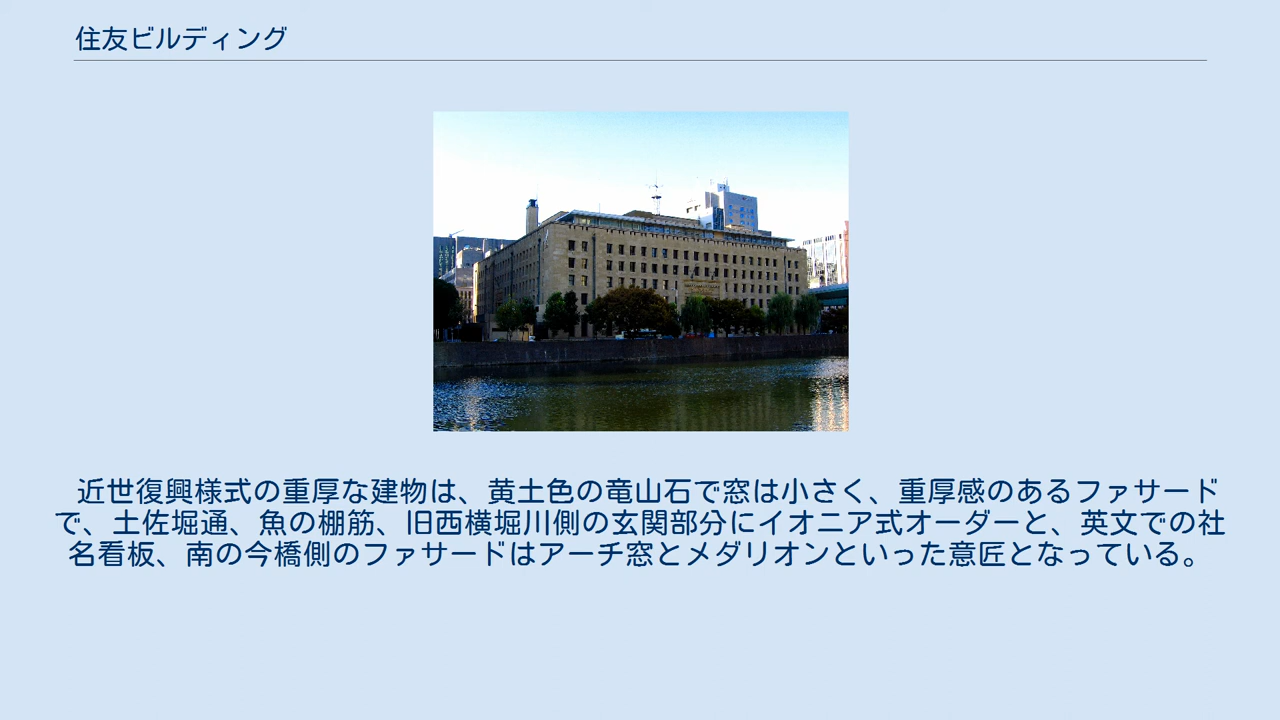 住友ビルディング
近世復興様式の重厚な建物は、黄土色の竜山石で窓は小さく、重厚感のあるファサード
で、土佐堀通、魚の棚筋、旧西横堀川側の玄関部分にイオニア式オーダーと、英文での社
名看板、南の今橋側のファサードはアーチ窓とメダリオンといった意匠となっている。